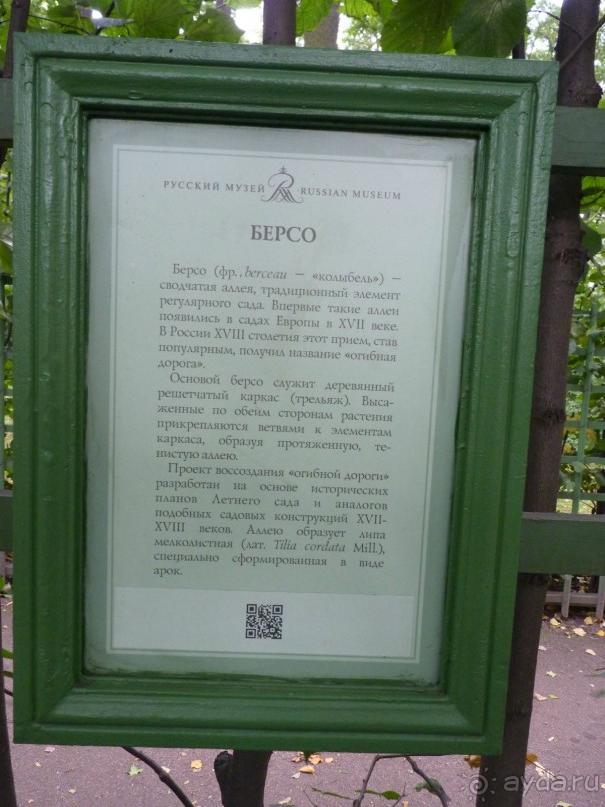 РУССКИЙ МУЗЕЙ RUSSIAN MUSEUM
БЕРСО
Берсо (фр., berceau – «колыбель») –
сводчатая аллея, традиционный элемент
регулярного сада. Впервые такие аллеи
появились в садах Европы в XVII веке.
В России XVIII столетия этот прием, став
популярным, получил название «огибная
дорога».
Основой берсо служит деревянный
решетчатый каркас (трельяж). Выса-
женные по обеим сторонам растения
прикрепляются ветвями к элементам
каркаса, образуя протяженную, те-
нистую аллею.
Проект воссоздания «огибной дороги»
разработан на основе исторических
планов Летнего сада и аналогов
подобных садовых конструкций XVII-
XVIII веков. Аллею образует липа
мелколистная (лат. Tilia cordata Mill.),
специально сформированная в виде
арок.
ayda.ru